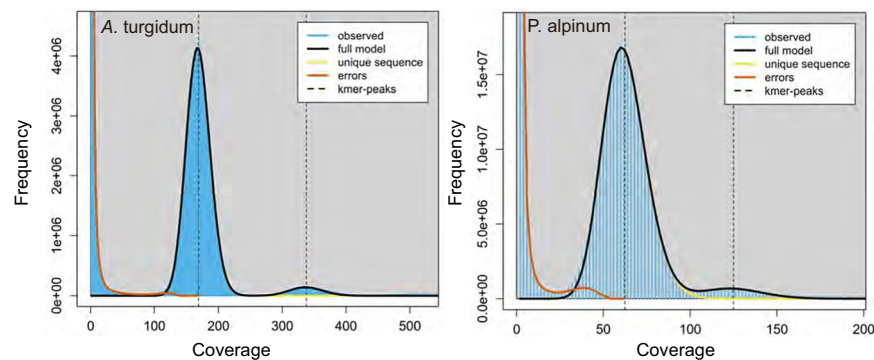 A. turgidum
observed
full model
unique sequence
errors
kmer-peaks
Frequency
4e+06
3e+06
2e+06
1e+06
0e+00
0 100 200 300 400 500
Coverage
P. alpinum
observed
full model
unique sequence
errors
kmer-peaks
Frequency
1.5e+07
1.0e+07
5.0e+06
0.0e+00
0 50 100 150 200
Coverage